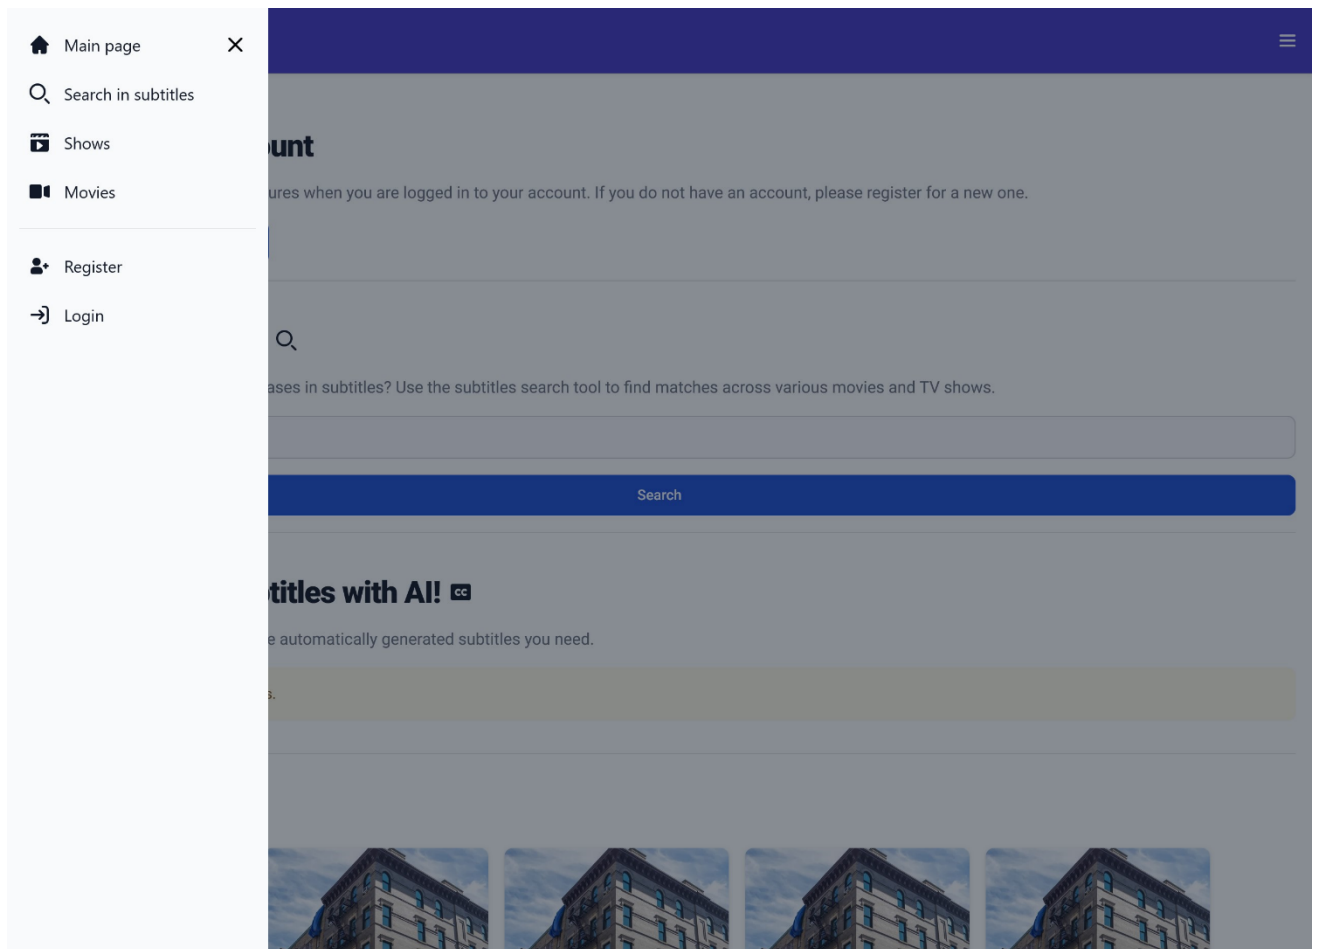 Main page
Search in subtitles
Shows
Movies
Register
Login
unt
ures when you are logged in to your account. If you do not have an account, please register for a new one.
ases in subtitles? Use the subtitles search tool to find matches across various movies and TV shows.
Search
titles with AI! CC
e automatically generated subtitles you need.
s.